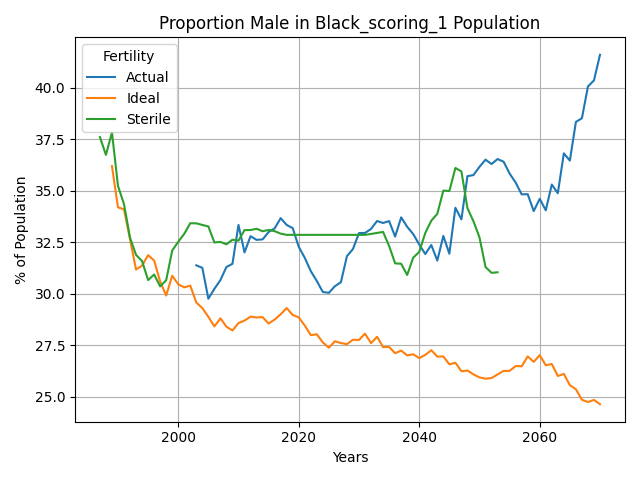 Proportion Male in Black_scoring_1 Population
Fertility
Actual
Ideal
Sterile
% of Population
40.0
37.5
35.0
32.5
30.0
27.5
25.0
2000
2020
2040
2060
Years